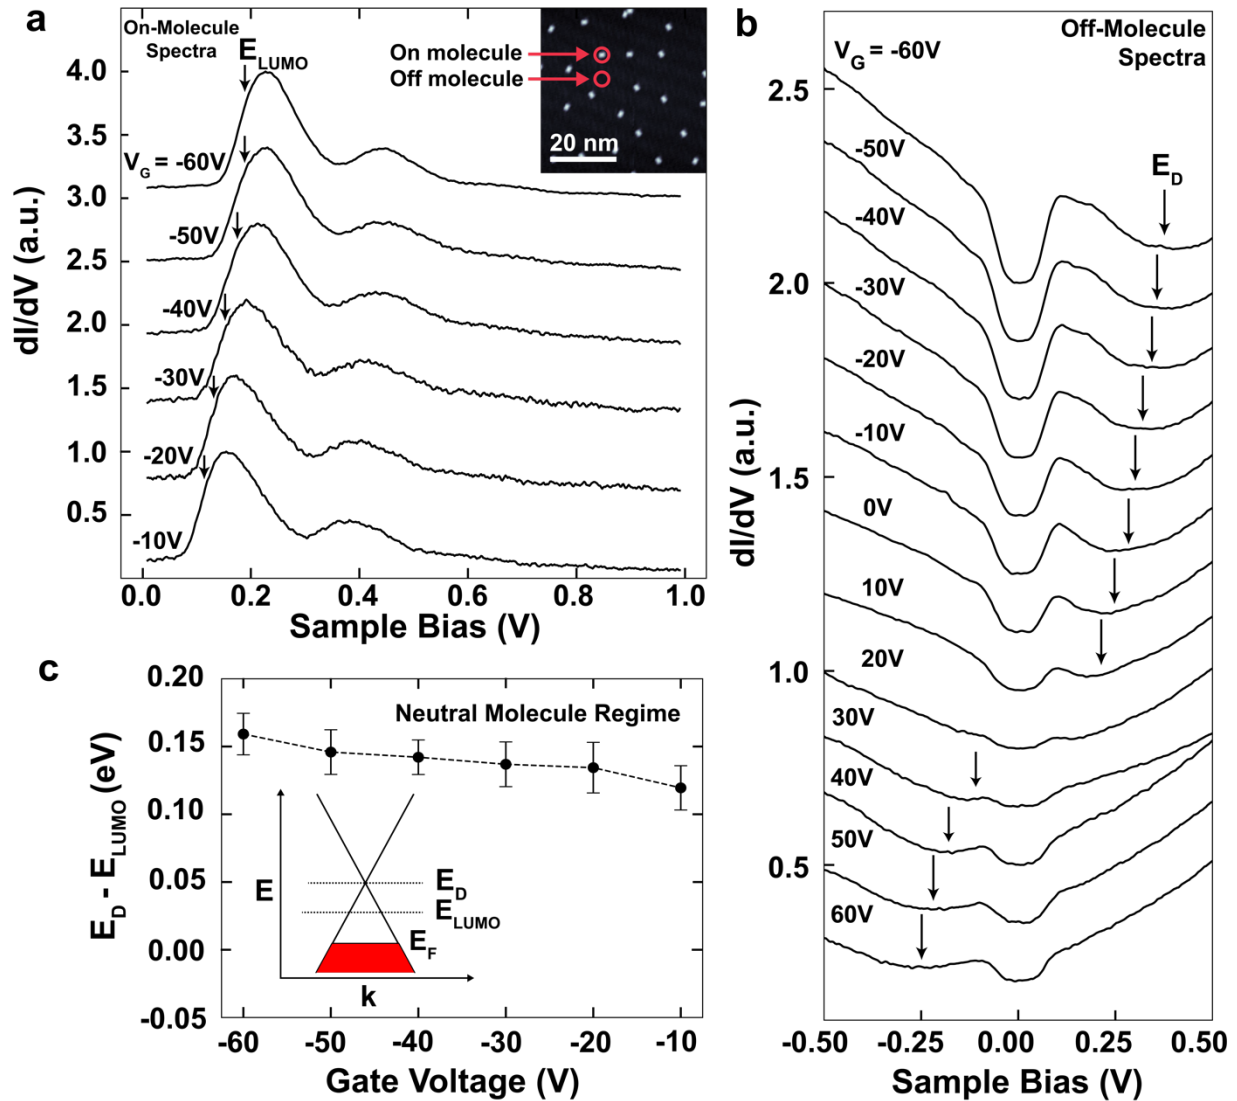 a
On-Molecule
Spectra
E_LUMO
On molecule
Off molecule
20 nm
V_G = -60V
-50V
-40V
-30V
-20V
-10V
4.0
3.5
3.0
2.5
2.0
1.5
1.0
0.5
dI/dV (a.u.)
0.0 0.2 0.4 0.6 0.8 1.0
Sample Bias (V)
b
V_G = -60V
Off-Molecule
Spectra
E_D
-50V
-40V
-30V
-20V
-10V
0V
10V
20V
30V
40V
50V
60V
2.5
2.0
1.5
1.0
0.5
dI/dV (a.u.)
-0.50 -0.25 0.00 0.25 0.50
Sample Bias (V)
c
Neutral Molecule Regime
0.20
0.15
0.10
0.05
0.00
-0.05
E_D - E_LUMO (eV)
E
E_D
E_LUMO
E_F
k
-60 -50 -40 -30 -20 -10
Gate Voltage (V)